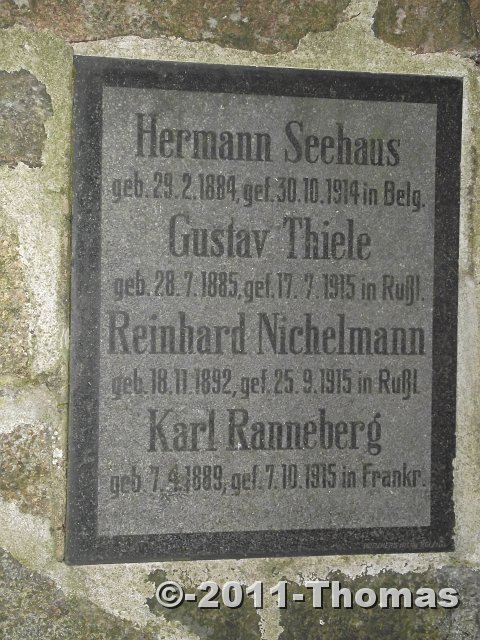 Hermann Seehaus
geb. 29.2.1884, gef. 30.10.1914 in Belg.
Gustav Thiele
geb. 28.7.1885, gef. 17.7.1915 in Rußl.
Reinhard Nichelmann
geb. 18.11.1892, gef. 25.9.1915 in Rußl.
Karl Ranneberg
geb. 7.4.1889, gef. 7.10.1915 in Frankr.
©-2011-Thomas